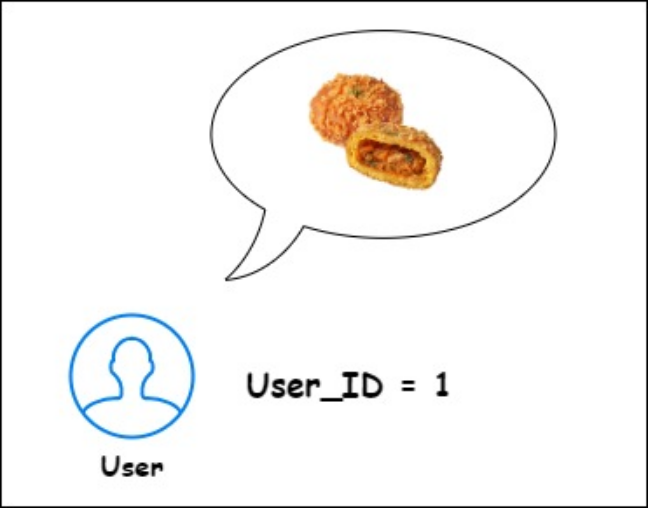 User_ID = 1
User